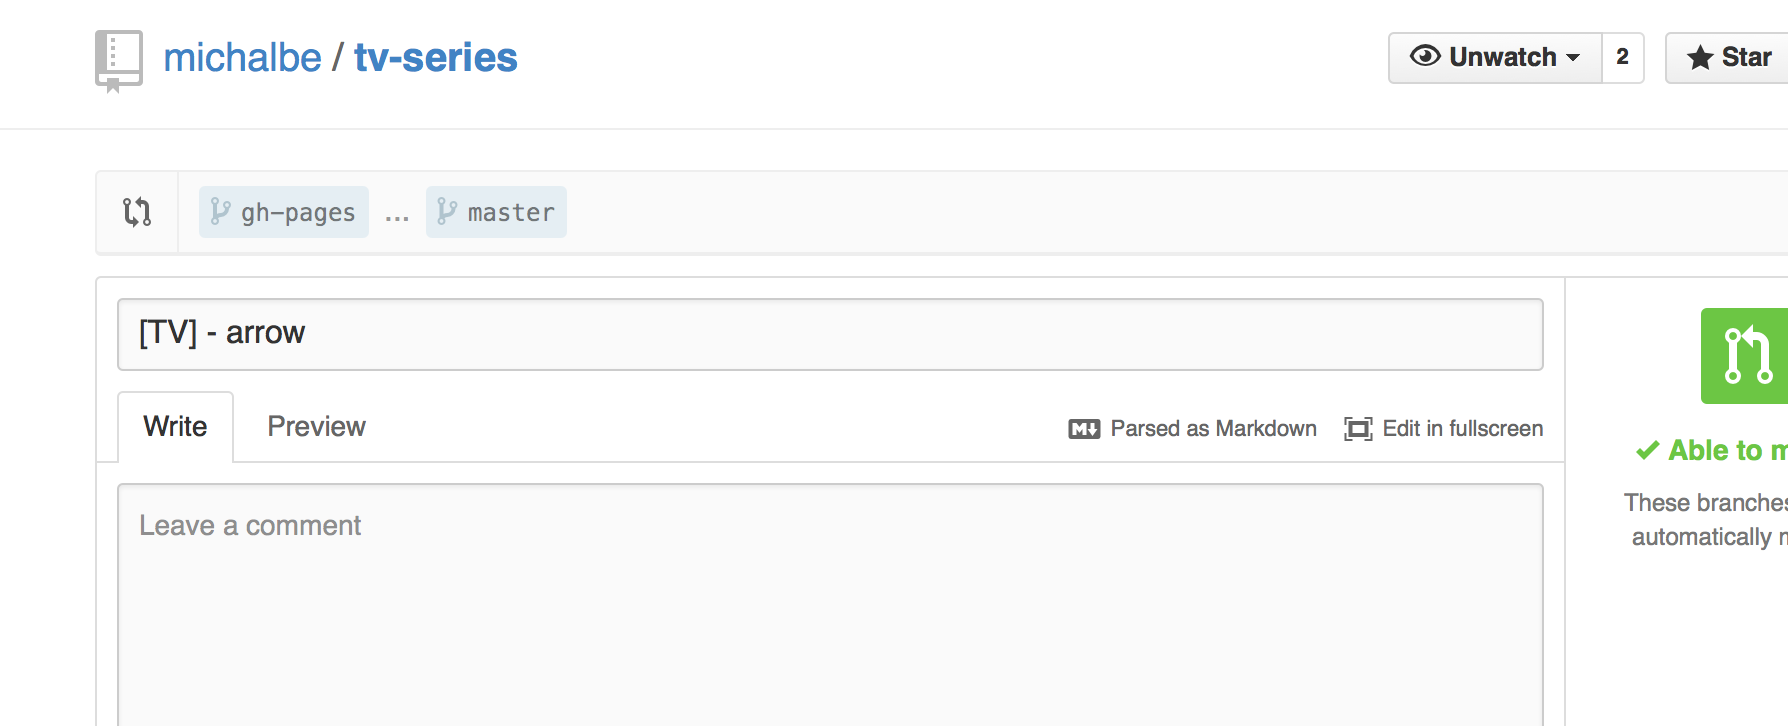 michalbe / tv-series
Unwatch 2 Star
gh-pages ... master
[TV] - arrow
Write Preview Parsed as Markdown Edit in fullscreen
Able to
Leave a comment
These branches
automatically